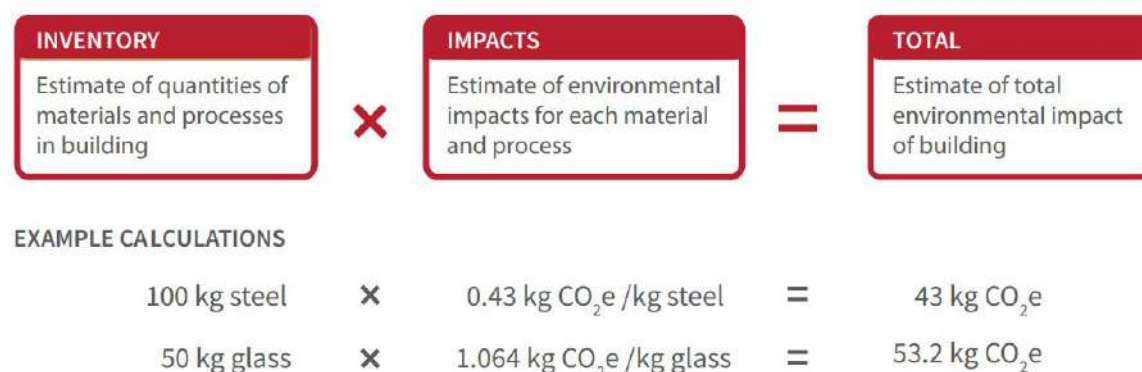 INVENTORY
Estimate of quantities of
materials and processes
in building
×
IMPACTS
Estimate of environmental
impacts for each material
and process
=
TOTAL
Estimate of total
environmental impact
of building
EXAMPLE CALCULATIONS
100 kg steel × 0.43 kg CO₂e /kg steel = 43 kg CO₂e
50 kg glass × 1.064 kg CO₂e /kg glass = 53.2 kg CO₂e